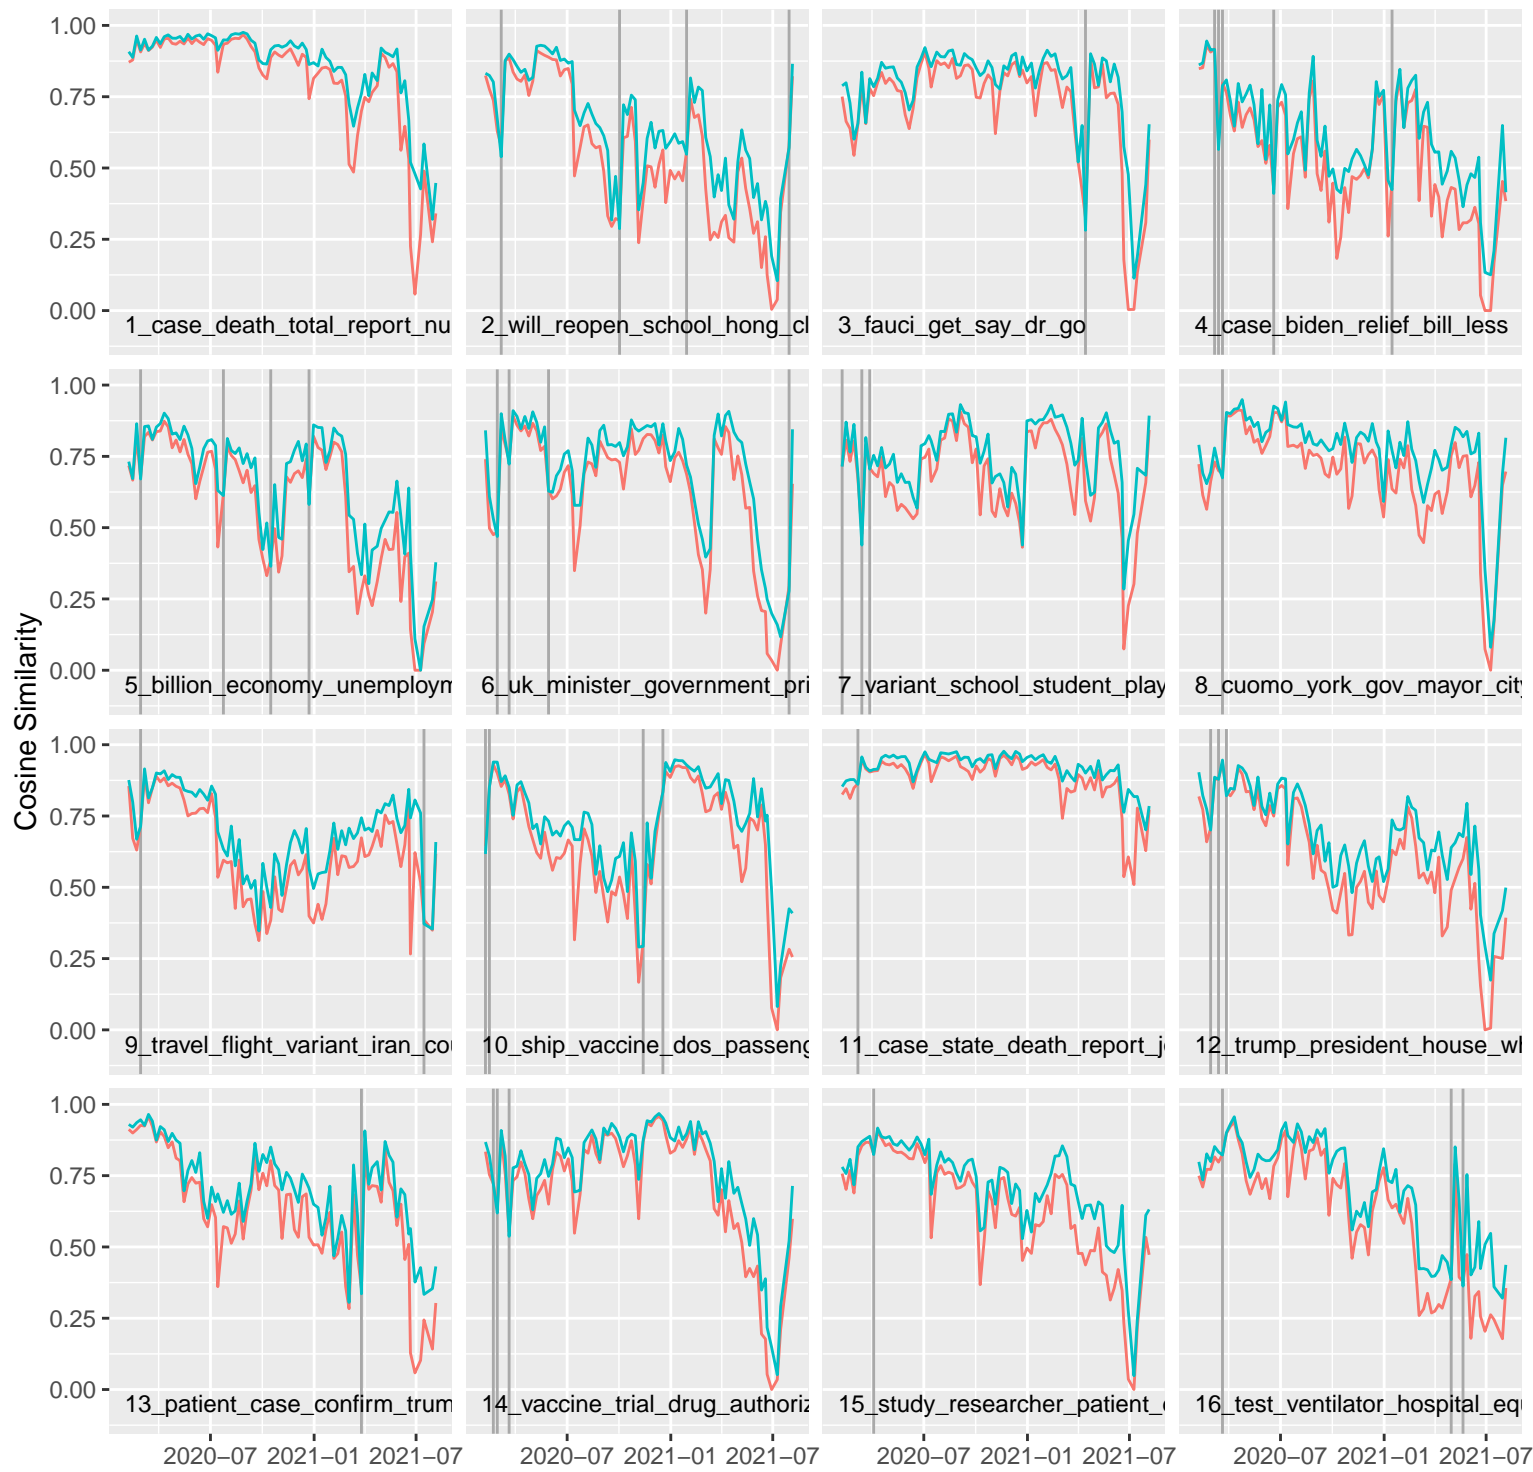 1.00
0.75
0.50
0.25
0.00
1_case_death_total_report_nu
2_will_reopen_school_hong_cl
3_fauci_get_say_dr_go
4_case_biden_relief_bill_less
1.00
0.75
0.50
0.25
0.00
5_billion_economy_unemploym
6_uk_minister_government_pri
7_variant_school_student_play
8_cuomo_york_gov_mayor_city
Cosine Similarity
1.00
0.75
0.50
0.25
0.00
9_travel_flight_variant_iran_cou
10_ship_vaccine_dos_passeng
11_case_state_death_report_j
12_trump_president_house_wh
1.00
0.75
0.50
0.25
0.00
13_patient_case_confirm_trum
14_vaccine_trial_drug_authoriz
15_study_researcher_patient_
16_test_ventilator_hospital_equ
2020−07 2021−01 2021−07
2020−07 2021−01 2021−07
2020−07 2021−01 2021−07
2020−07 2021−01 2021−07